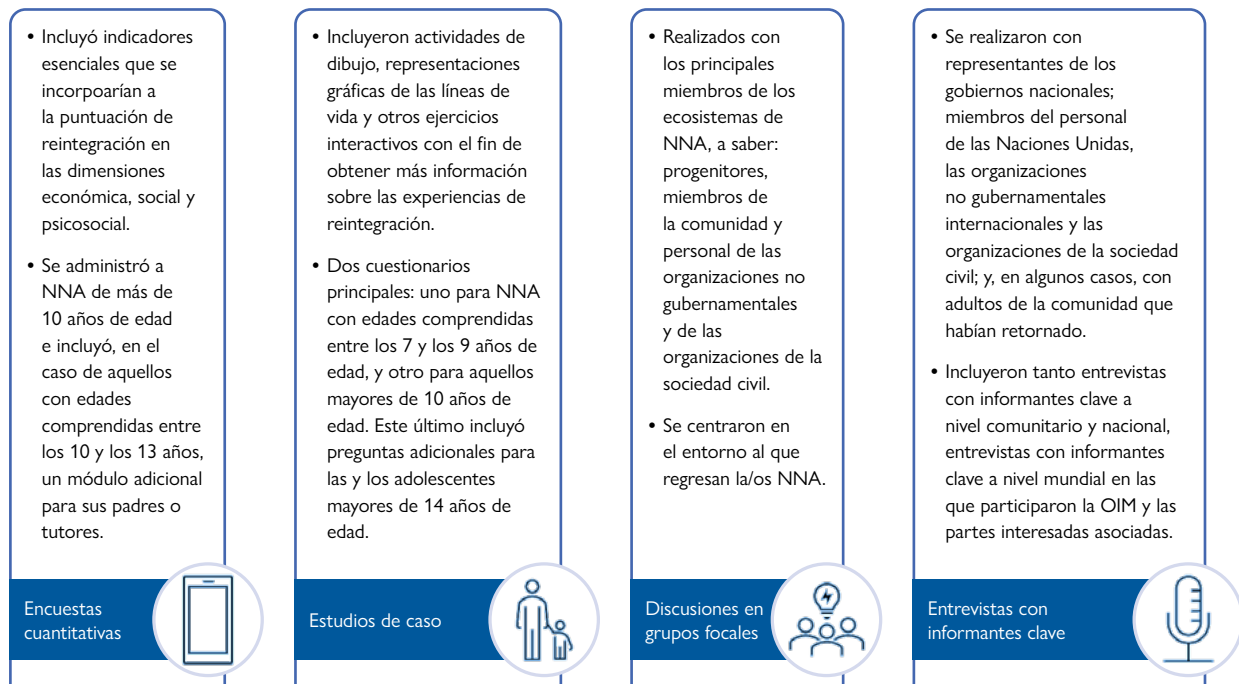 • Incluyó indicadores
esenciales que se
incorpoarían a
la puntuación de
reintegración en
las dimensiones
económica, social y
psicosocial.
• Se administró a
NNA de más de
10 años de edad
e incluyó, en el
caso de aquellos
con edades
comprendidas entre
los 10 y los 13 años,
un módulo adicional
para sus padres o
tutores.
Encuestas
cuantitativas
• Incluyeron actividades de
dibujo, representaciones
gráficas de las líneas de
vida y otros ejercicios
interactivos con el fin de
obtener más información
sobre las experiencias de
reintegración.
• Dos cuestionarios
principales: uno para NNA
con edades comprendidas
entre los 7 y los 9 años de
edad, y otro para aquellos
mayores de 10 años de
edad. Este último incluyó
preguntas adicionales para
las y los adolescentes
mayores de 14 años de
edad.
Estudios de caso
• Realizados con
los principales
miembros de los
ecosistemas de
NNA, a saber:
progenitores,
miembros de
la comunidad y
personal de las
organizaciones no
gubernamentales
y de las
organizaciones de la
sociedad civil.
• Se centraron en
el entorno al que
regresan la/os NNA.
Discusiones en
grupos focales
• Se realizaron con
representantes de los
gobiernos nacionales;
miembros del personal
de las Naciones Unidas,
las organizaciones
no gubernamentales
internacionales y las
organizaciones de la sociedad
civil; y, en algunos casos, con
adultos de la comunidad que
habían retornado.
• Incluyeron tanto entrevistas
con informantes clave a
nivel comunitario y nacional,
entrevistas con informantes
clave a nivel mundial en las
que participaron la OIM y las
partes interesadas asociadas.
Entrevistas con
informantes clave